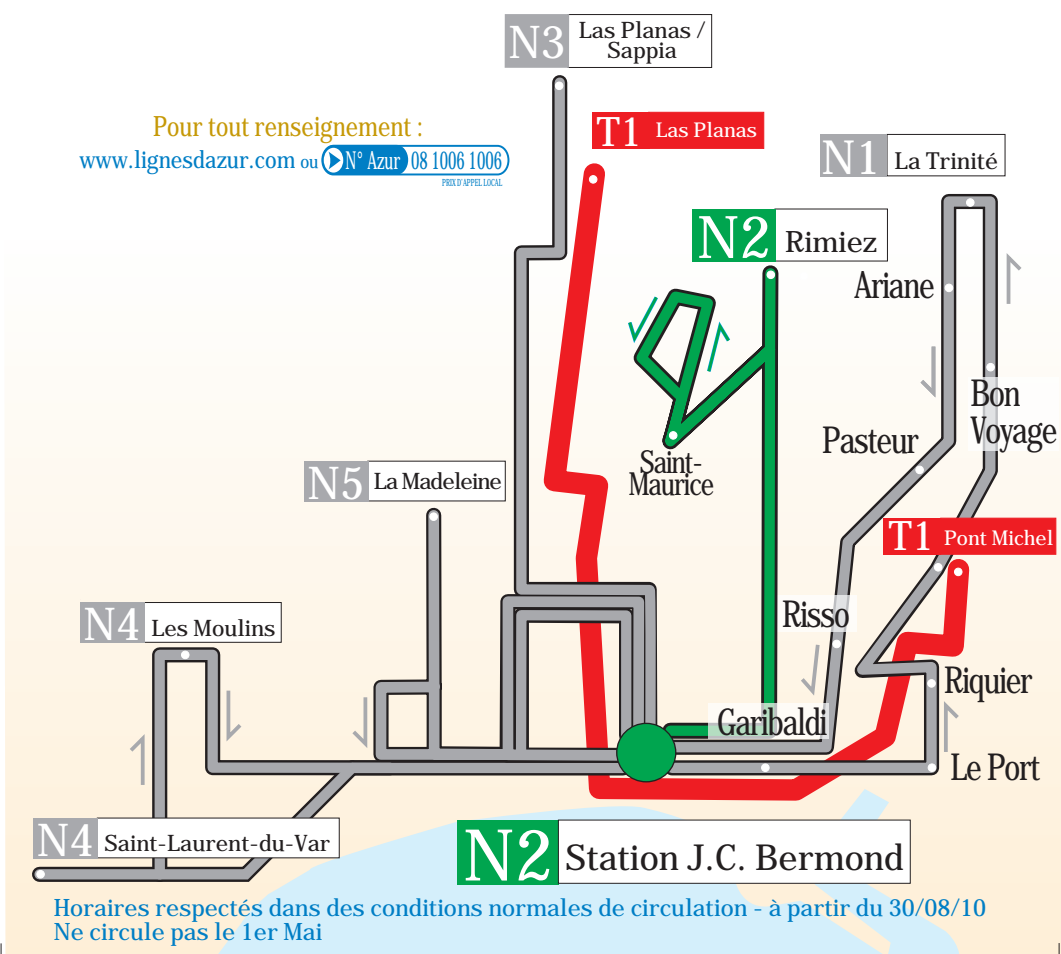 N3 Las Planas /
Sappia
Pour tout renseignement :
www.lignesdazur.com ou N° Azur 08 1006 1006
PRIX D'APPEL LOCAL
T1 Las Planas
N1 La Trinité
N2 Rimiez
Ariane
Bon
Voyage
Pasteur
Saint-
Maurice
N5 La Madeleine
T1 Pont Michel
N4 Les Moulins
Risso
Riquier
Garibaldi
Le Port
N4 Saint-Laurent-du-Var
N2 Station J.C. Bermond
Horaires respectés dans des conditions normales de circulation - à partir du 30/08/10
Ne circule pas le 1er Mai